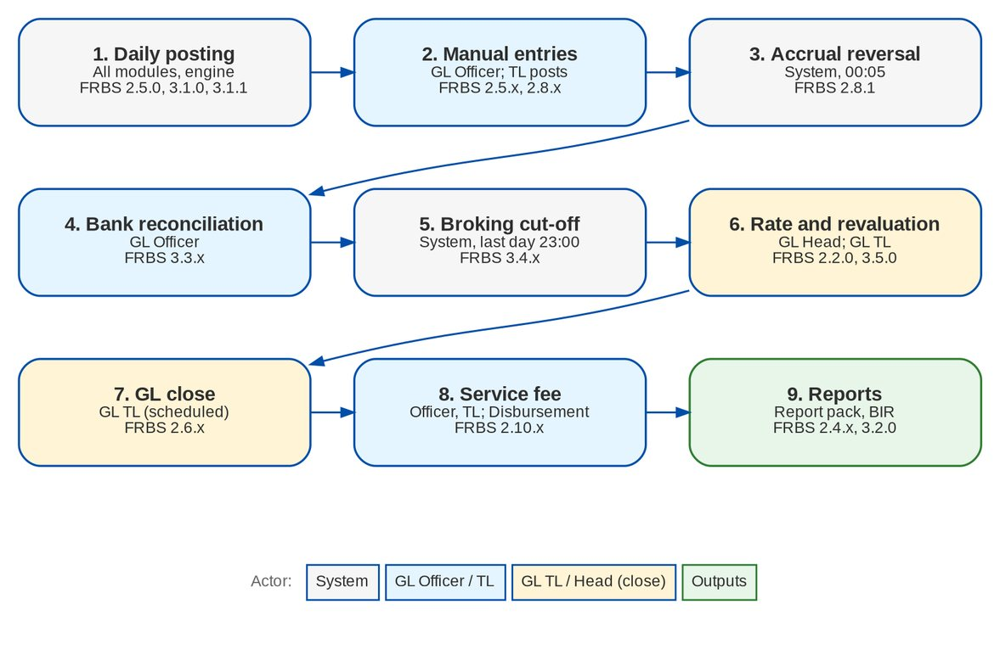 1. Daily posting
All modules, engine
FRBS 2.5.0, 3.1.0, 3.1.1
2. Manual entries
GL Officer; TL posts
FRBS 2.5.x, 2.8.x
3. Accrual reversal
System, 00:05
FRBS 2.8.1
4. Bank reconciliation
GL Officer
FRBS 3.3.x
5. Broking cut-off
System, last day 23:00
FRBS 3.4.x
6. Rate and revaluation
GL Head; GL TL
FRBS 2.2.0, 3.5.0
7. GL close
GL TL (scheduled)
FRBS 2.6.x
8. Service fee
Officer, TL; Disbursement
FRBS 2.10.x
9. Reports
Report pack, BIR
FRBS 2.4.x, 3.2.0
Actor: System GL Officer / TL GL TL / Head (close) Outputs